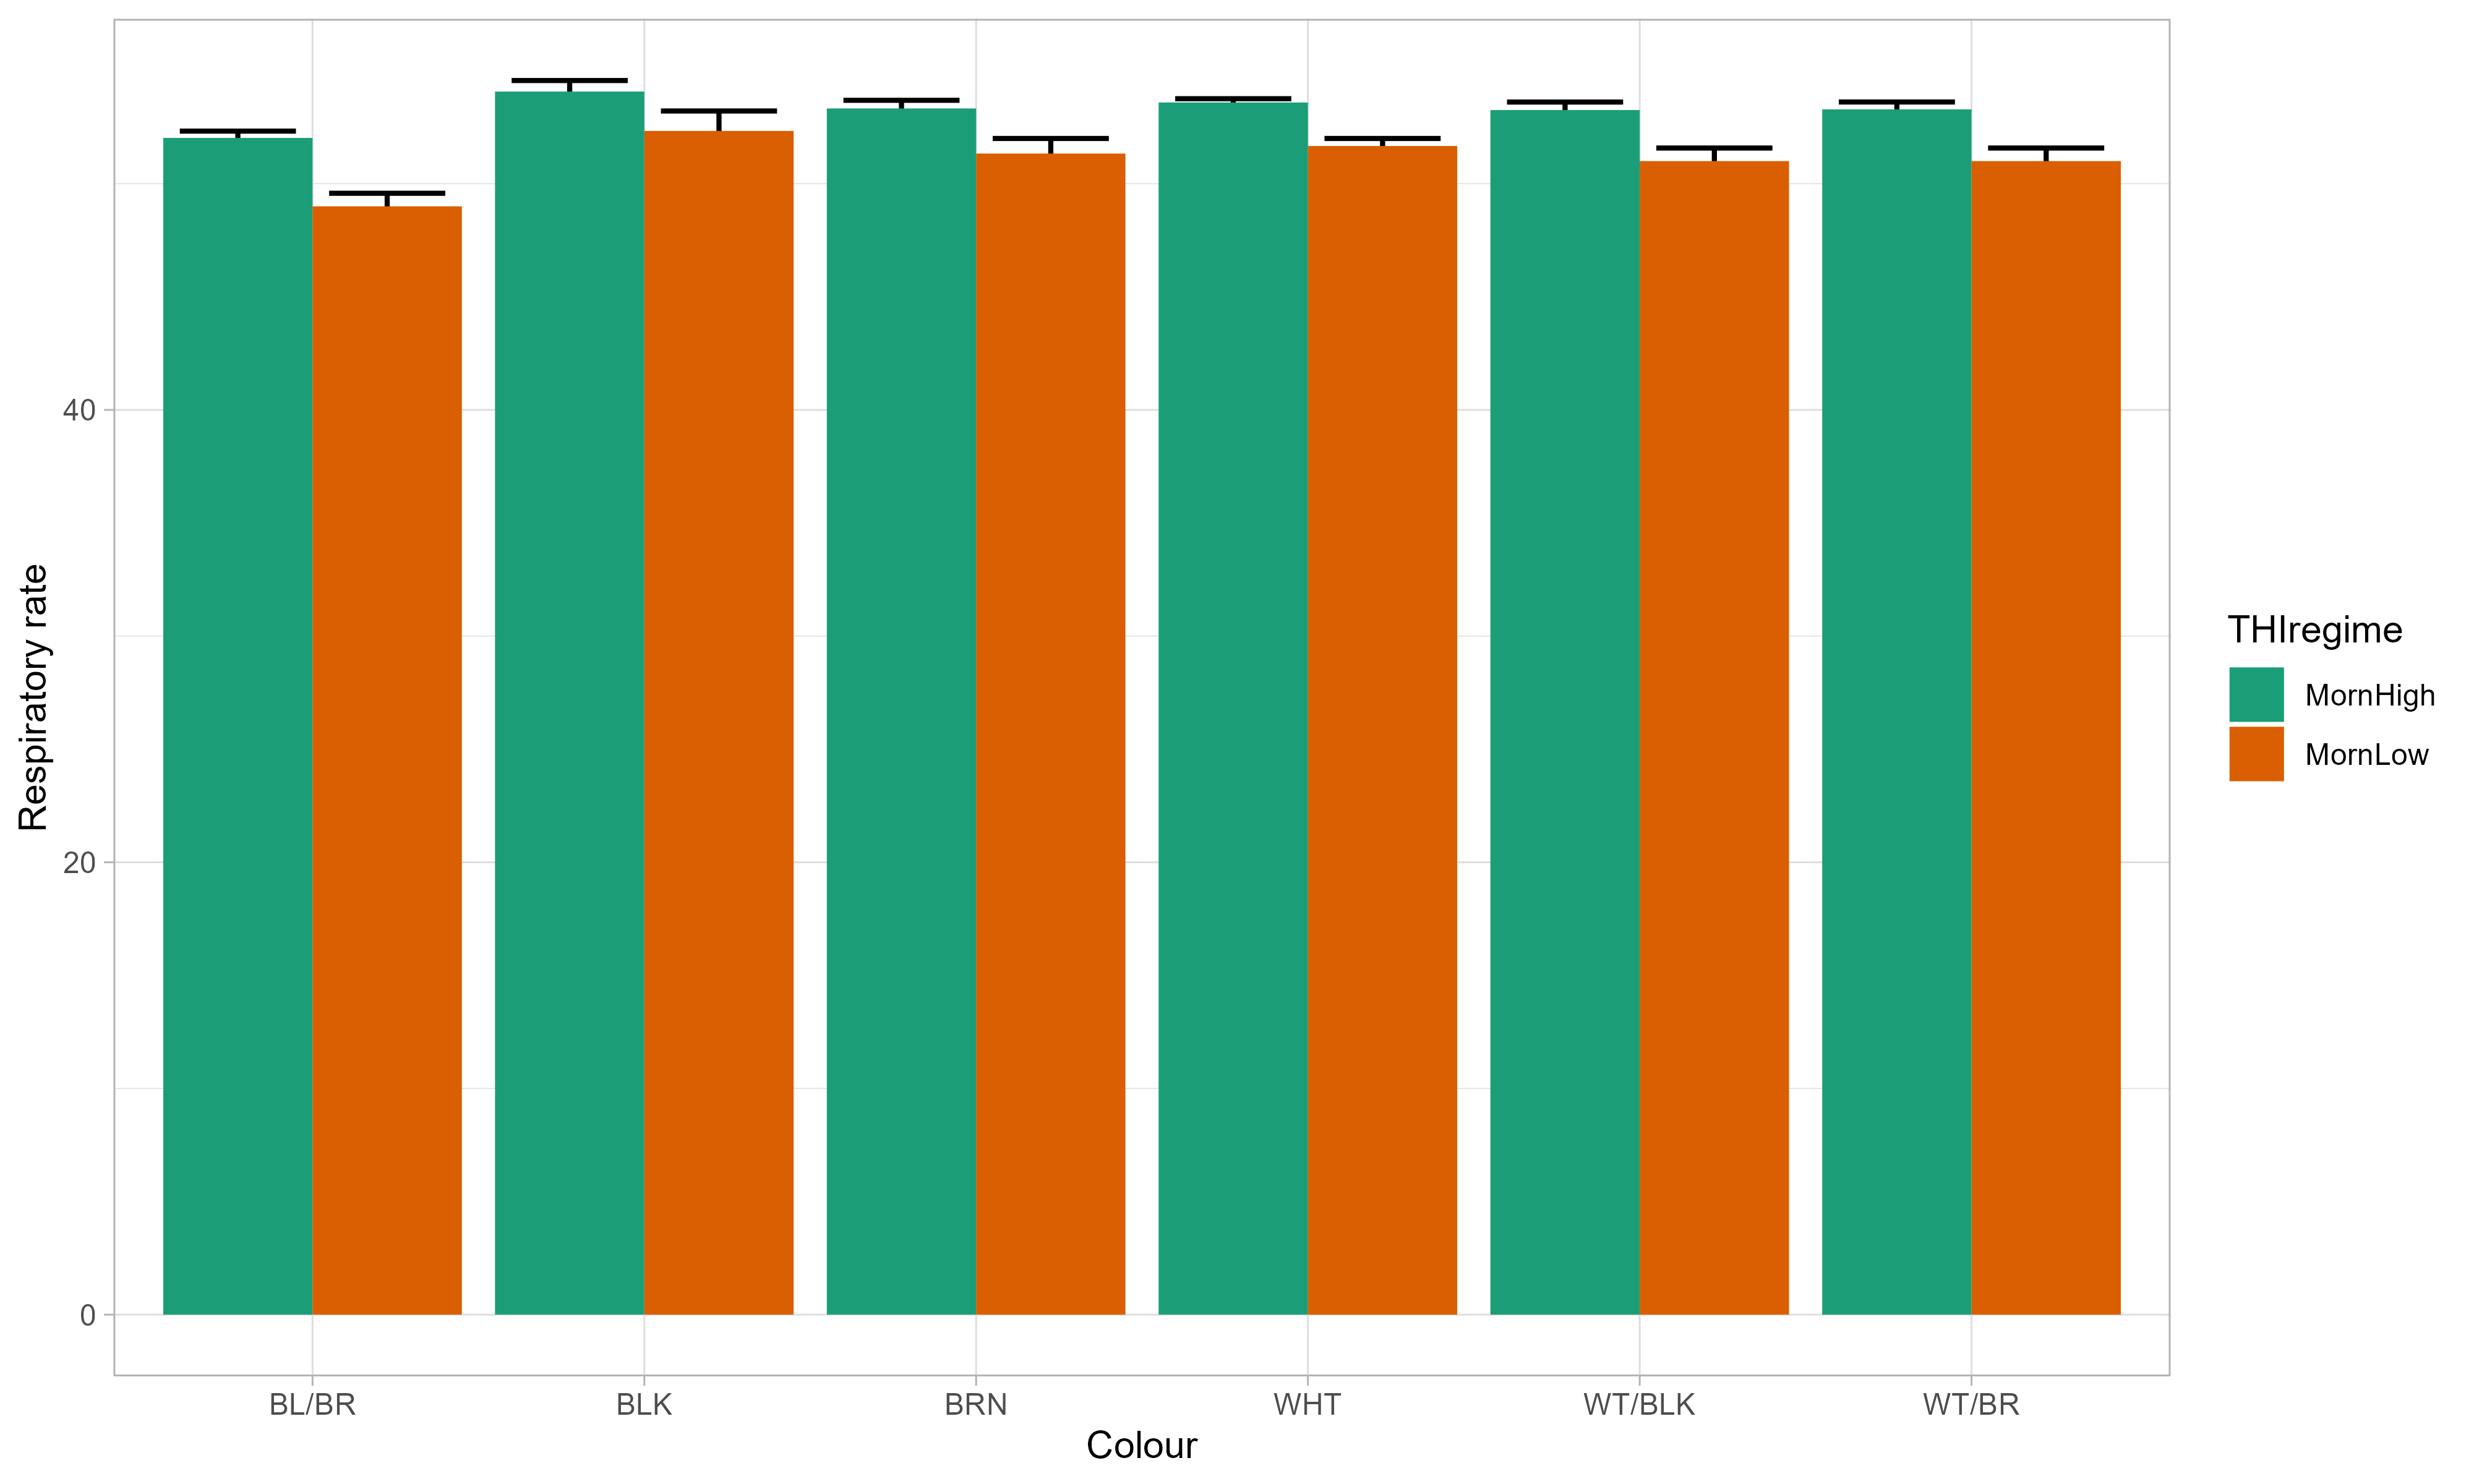 40
20
0
Respiratory rate
BL/BR
BLK
BRN
WHT
WT/BLK
WT/BR
Colour
THIregime
MornHigh
MornLow